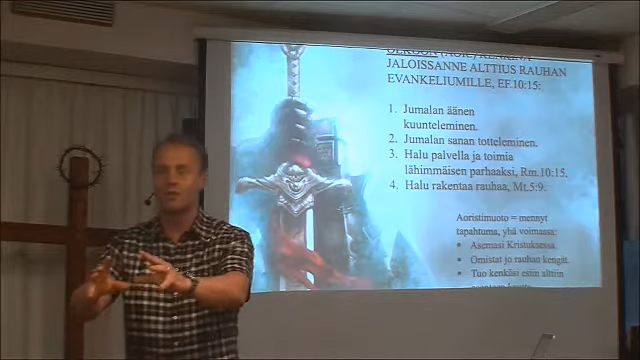 JALOISSANNE ALTTIUS RAUHAN
EVANKELIUMILLE, EF.10:15:
1. Jumalan äänen
kuunteleminen.
2. Jumalan sanan totteleminen.
3. Halu palvella ja toimia
lähimmäisen parhaaksi, Rm.10:15.
4. Halu rakentaa rauhaa, Mt.5:9.
Aoristimuoto = mennyt
tapahtuma, yhä voimassa.
• Asemasi Kristuksessa.
• Omistat jo rauhan kengät.
• Tuo kenkäsi esiin alttiin